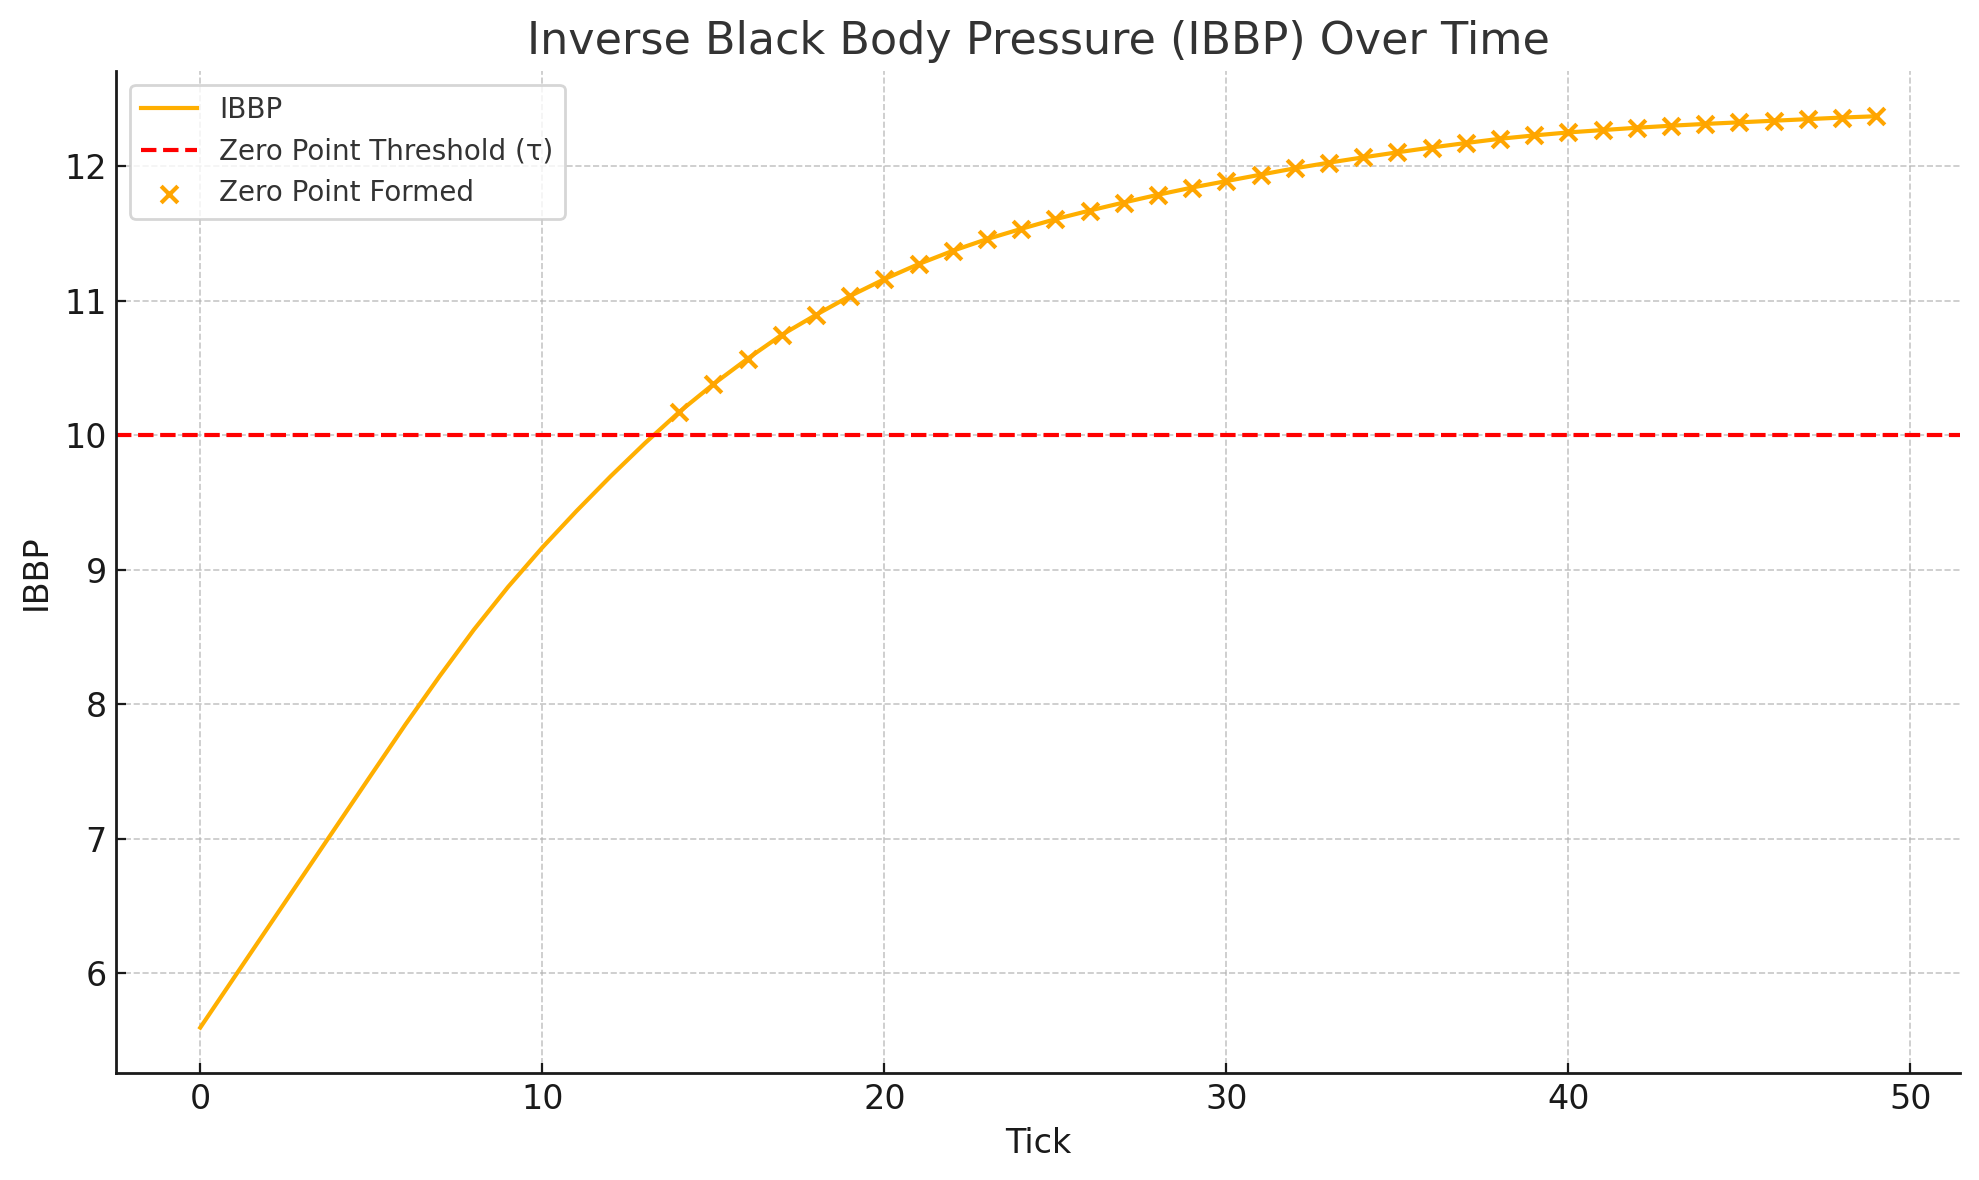 Inverse Black Body Pressure (IBBP) Over Time
IBBP
Zero Point Threshold (τ)
Zero Point Formed
12
11
10
9
8
7
6
IBBP
0 10 20 30 40 50
Tick